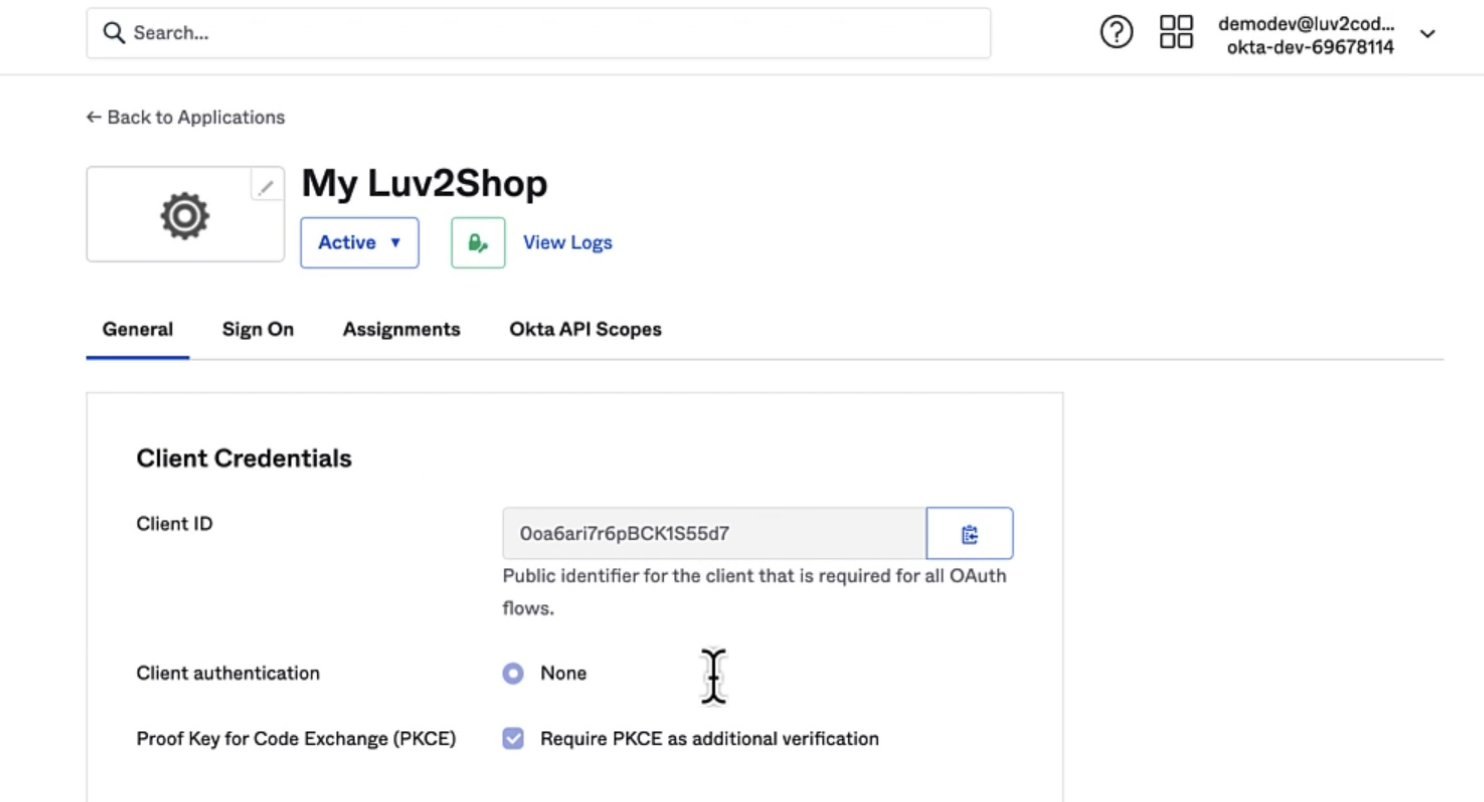 Search...
demodev@luv2cod...
okta-dev-69678114
← Back to Applications
My Luv2Shop
Active ▼
View Logs
General Sign On Assignments Okta API Scopes
Client Credentials
Client ID
0oa6ari7r6pBCK1S55d7
Public identifier for the client that is required for all OAuth
flows.
Client authentication
None
Proof Key for Code Exchange (PKCE)
Require PKCE as additional verification